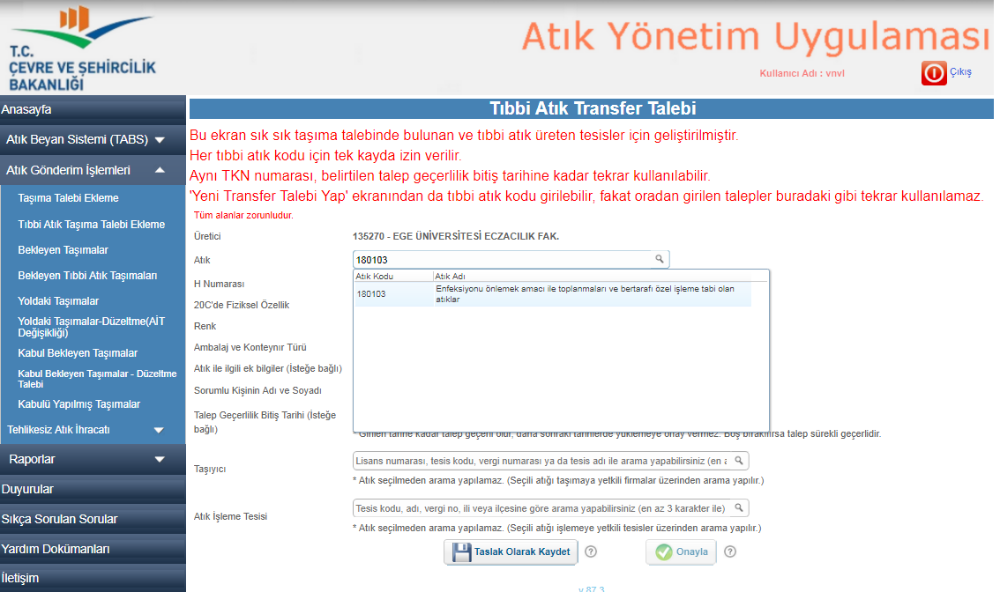 T.C.
ÇEVRE VE ŞEHİRCİLİK
BAKANLIĞI
Atık Yönetim Uygulaması
Kullanıcı Adı : vnvl
Çıkış
Anasayfa
Atık Beyan Sistemi (TABS)
Atık Gönderim İşlemleri
Taşıma Talebi Ekleme
Tıbbi Atık Taşıma Talebi Ekleme
Bekleyen Taşımalar
Bekleyen Tıbbi Atık Taşımaları
Yoldaki Taşımalar
Yoldaki Taşımalar-Düzeltme(AİT
Değişikliği)
Kabul Bekleyen Taşımalar
Kabul Bekleyen Taşımalar - Düzeltme
Talebi
Kabulü Yapılmış Taşımalar
Tehlikesiz Atık İhracatı
Raporlar
Duyurular
Sıkça Sorulan Sorular
Yardım Dokümanları
İletişim
Tıbbi Atık Transfer Talebi
Bu ekran sık sık taşıma talebinde bulunan ve tıbbi atık üreten tesisler için geliştirilmiştir.
Her tıbbi atık kodu için tek kayda izin verilir.
Aynı TKN numarası, belirtilen talep geçerlilik bitiş tarihine kadar tekrar kullanılabilir.
'Yeni Transfer Talebi Yap' ekranından da tıbbi atık kodu girilebilir, fakat oradan girilen talepler buradaki gibi tekrar kullanılamaz.
Tüm alanlar zorunludur.
Üretici
135270 - EGE ÜNİVERSİTESİ ECZACILIK FAK.
Atık
180103
Atık Kodu Atık Adı
180103 Enfeksiyonu önlemek amacı ile toplanmaları ve bertarafı özel işleme tabi olan
atıklar
H Numarası
20C'de Fiziksel Özellik
Renk
Ambalaj ve Konteynır Türü
Atık ile ilgili ek bilgiler (İsteğe bağlı)
Sorumlu Kişinin Adı ve Soyadı
Talep Geçerlilik Bitiş Tarihi (İsteğe
bağlı)
* Girilen tarihe kadar talep geçerli olur, daha sonraki tarihlerde yüklemeye onay vermez. Boş bırakılırsa talep sürekli geçerlidir.
Taşıyıcı
Lisans numarası, tesis kodu, vergi numarası ya da tesis adı ile arama yapabilirsiniz (en a
* Atık seçilmeden arama yapılamaz. (Seçili atığı taşımaya yetkili firmalar üzerinden arama yapılır.)
Atık İşleme Tesisi
Tesis kodu, adı, vergi no, ili veya ilçesine göre arama yapabilirsiniz (en az 3 karakter ile)
* Atık seçilmeden arama yapılamaz. (Seçili atığı işlemeye yetkili tesisler üzerinden arama yapılır.)
Taslak Olarak Kaydet ?
Onayla ?
v.87.3